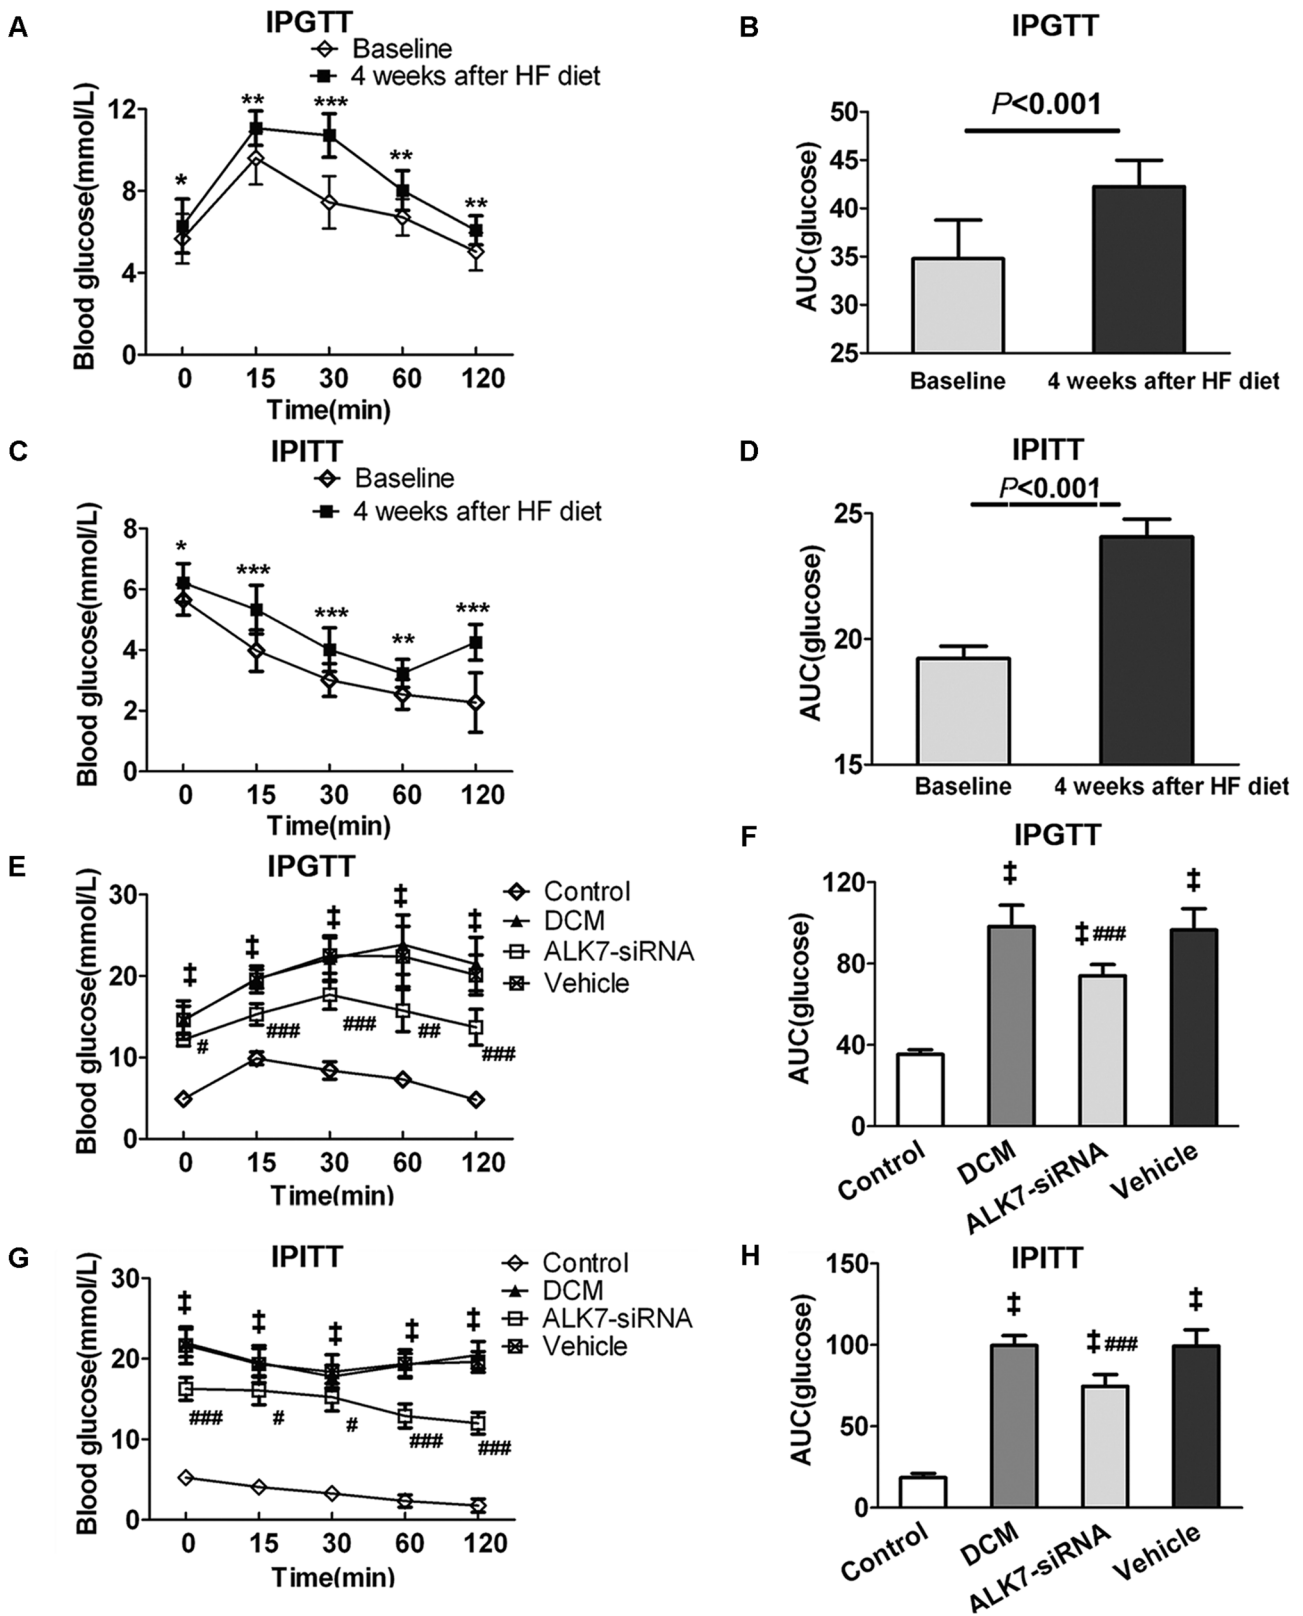 A
IPGTT
Baseline
4 weeks after HF diet
Blood glucose(mmol/L)
12
8
4
0
* ** *** ** **
0 15 30 60 120
Time(min)
B
IPGTT
P<0.001
AUC(glucose)
50
45
40
35
30
25
Baseline 4 weeks after HF diet
C
IPITT
Baseline
4 weeks after HF diet
Blood glucose(mmol/L)
8
6
4
2
0
* *** *** ** ***
0 15 30 60 120
Time(min)
D
IPITT
P<0.001
AUC(glucose)
25
20
15
Baseline 4 weeks after HF diet
E
IPGTT
Control
DCM
ALK7-siRNA
Vehicle
Blood glucose(mmol/L)
30
20
10
0
‡ ‡ ‡ ‡ ‡
# ### ### ## ###
0 15 30 60 120
Time(min)
F
IPGTT
AUC(glucose)
120
80
40
0
‡ ‡ ### ‡
Control DCM ALK7-siRNA Vehicle
G
IPITT
Control
DCM
ALK7-siRNA
Vehicle
Blood glucose(mmol/L)
30
20
10
0
‡ ‡ ‡ ‡ ‡
### # # ### ###
0 15 30 60 120
Time(min)
H
IPITT
AUC(glucose)
150
100
50
0
‡ ‡ ### ‡
Control DCM ALK7-siRNA Vehicle